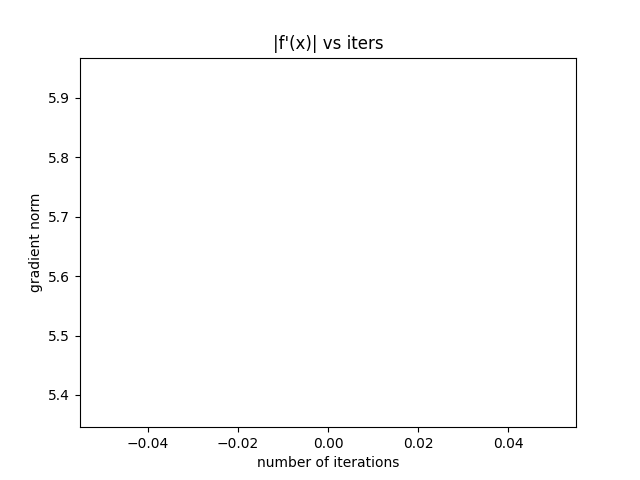 |f'(x)| vs iters
5.9
5.8
5.7
5.6
5.5
5.4
gradient norm
−0.04 −0.02 0.00 0.02 0.04
number of iterations